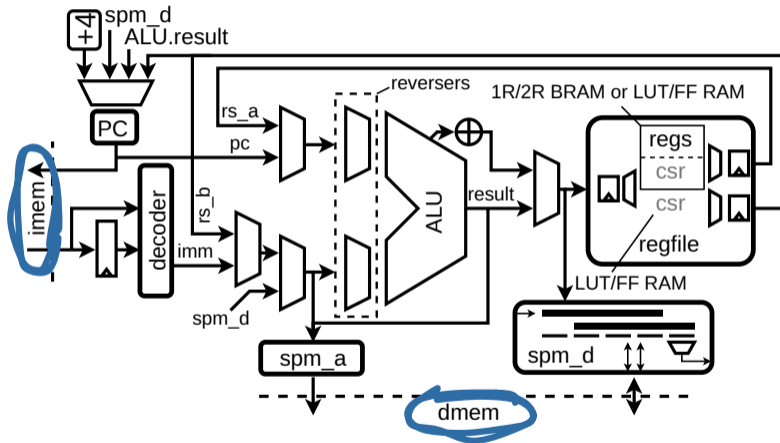 +4
spm_d
ALU.result
PC
imem
decoder
rs_a
pc
rs_b
imm
spm_d
reversers
ALU
result
1R/2R BRAM or LUT/FF RAM
regs
csr
csr
regfile
LUT/FF RAM
spm_a
spm_d
dmem